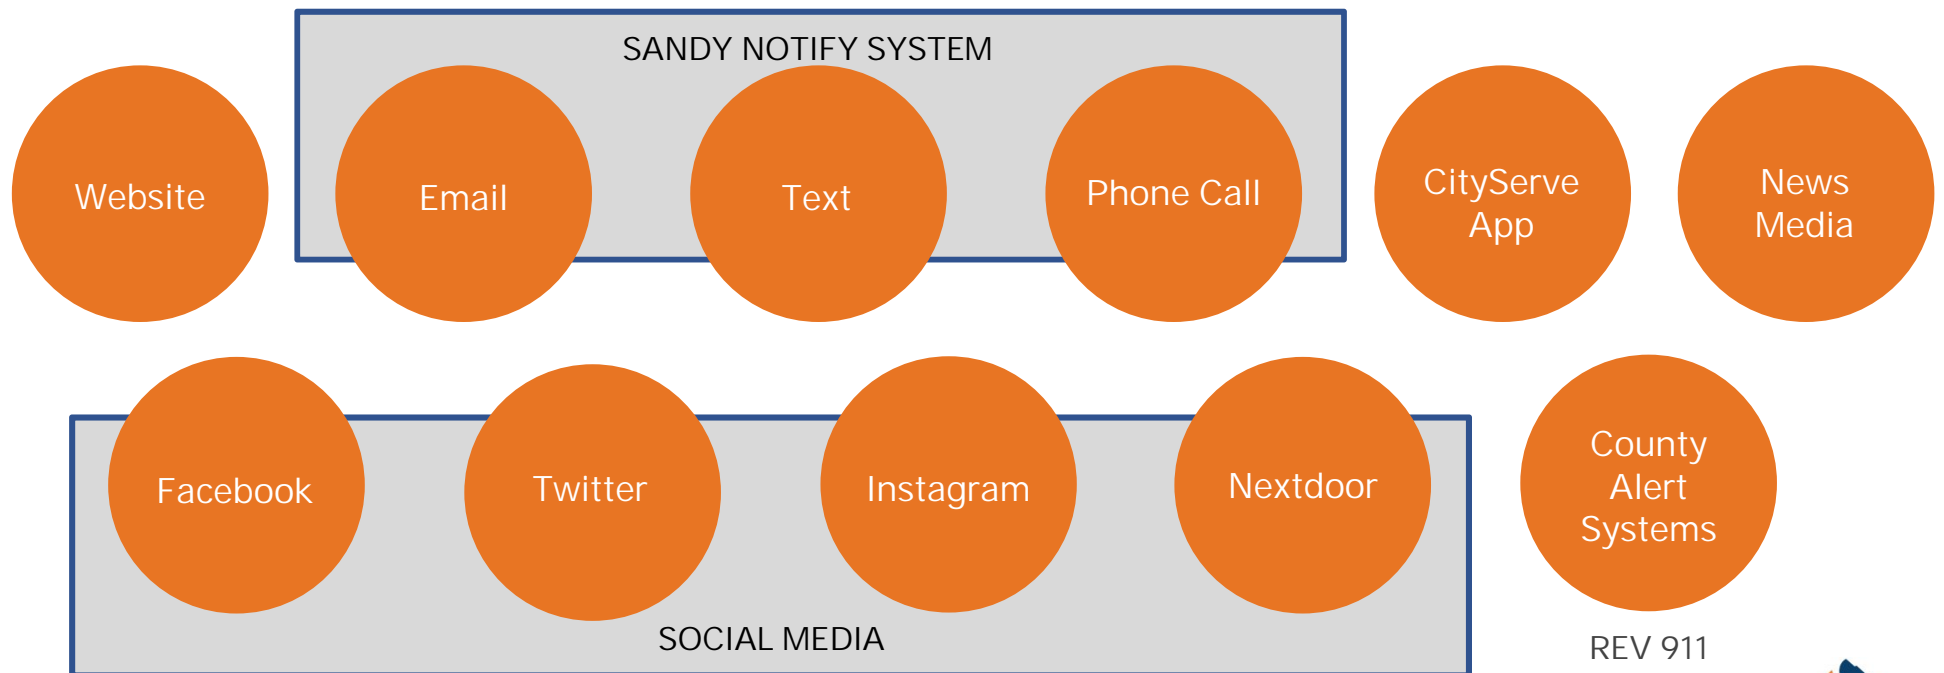 SANDY NOTIFY SYSTEM
Website
Email
Text
Phone Call
CityServe
App
News
Media
Facebook
Twitter
Instagram
Nextdoor
County
Alert
Systems
SOCIAL MEDIA
REV 911